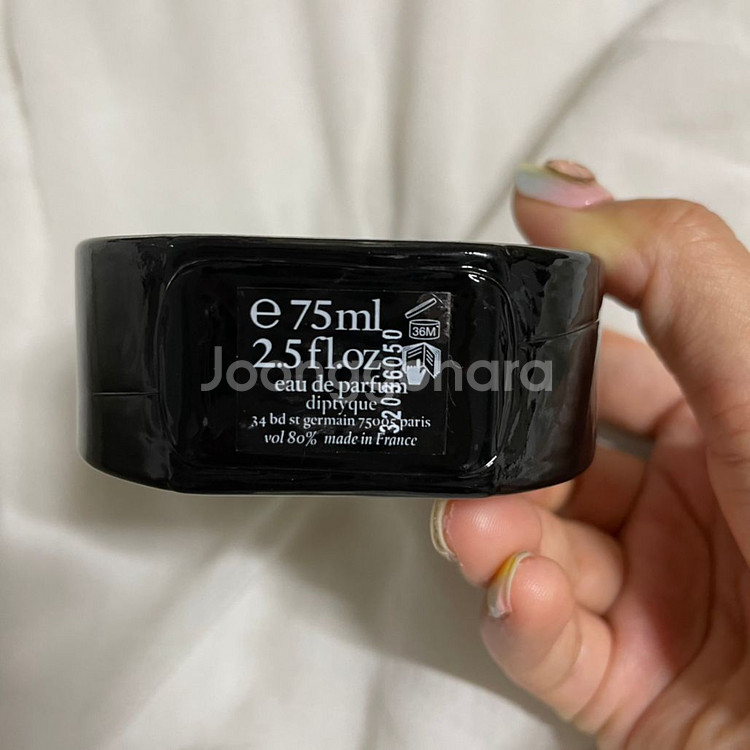 ℮ 75ml
2.5fl.oz
36M
eau de parfum
diptyque
34 bd st germain 75005 paris
vol 80% made in France
Joonggonara